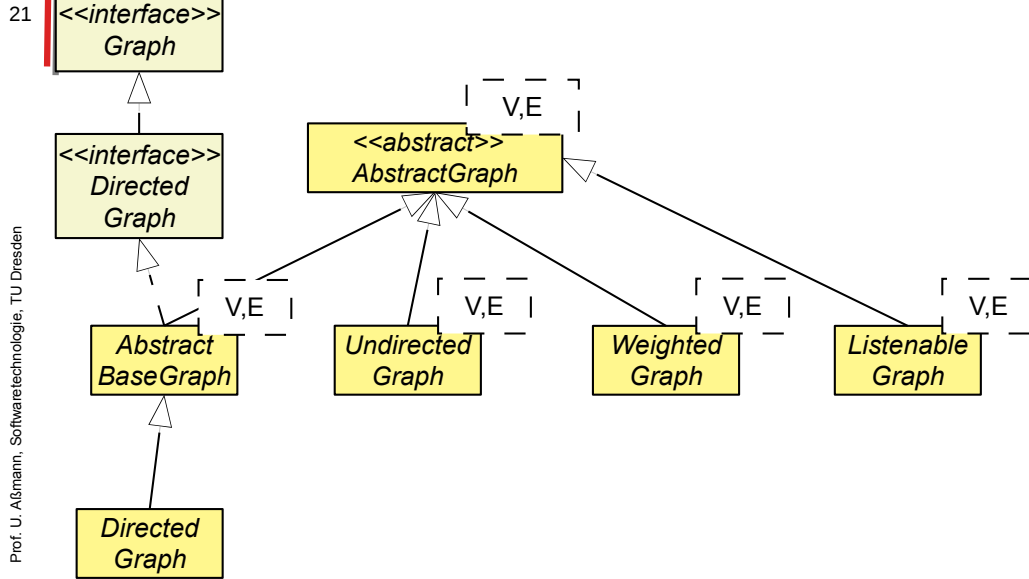 21
<<interface>>
Graph
V,E
<<abstract>>
AbstractGraph
<<interface>>
Directed
Graph
V,E
V,E
V,E
V,E
Abstract
BaseGraph
Undirected
Graph
Weighted
Graph
Listenable
Graph
Directed
Graph
Prof. U. Aßmann, Softwaretechnologie, TU Dresden